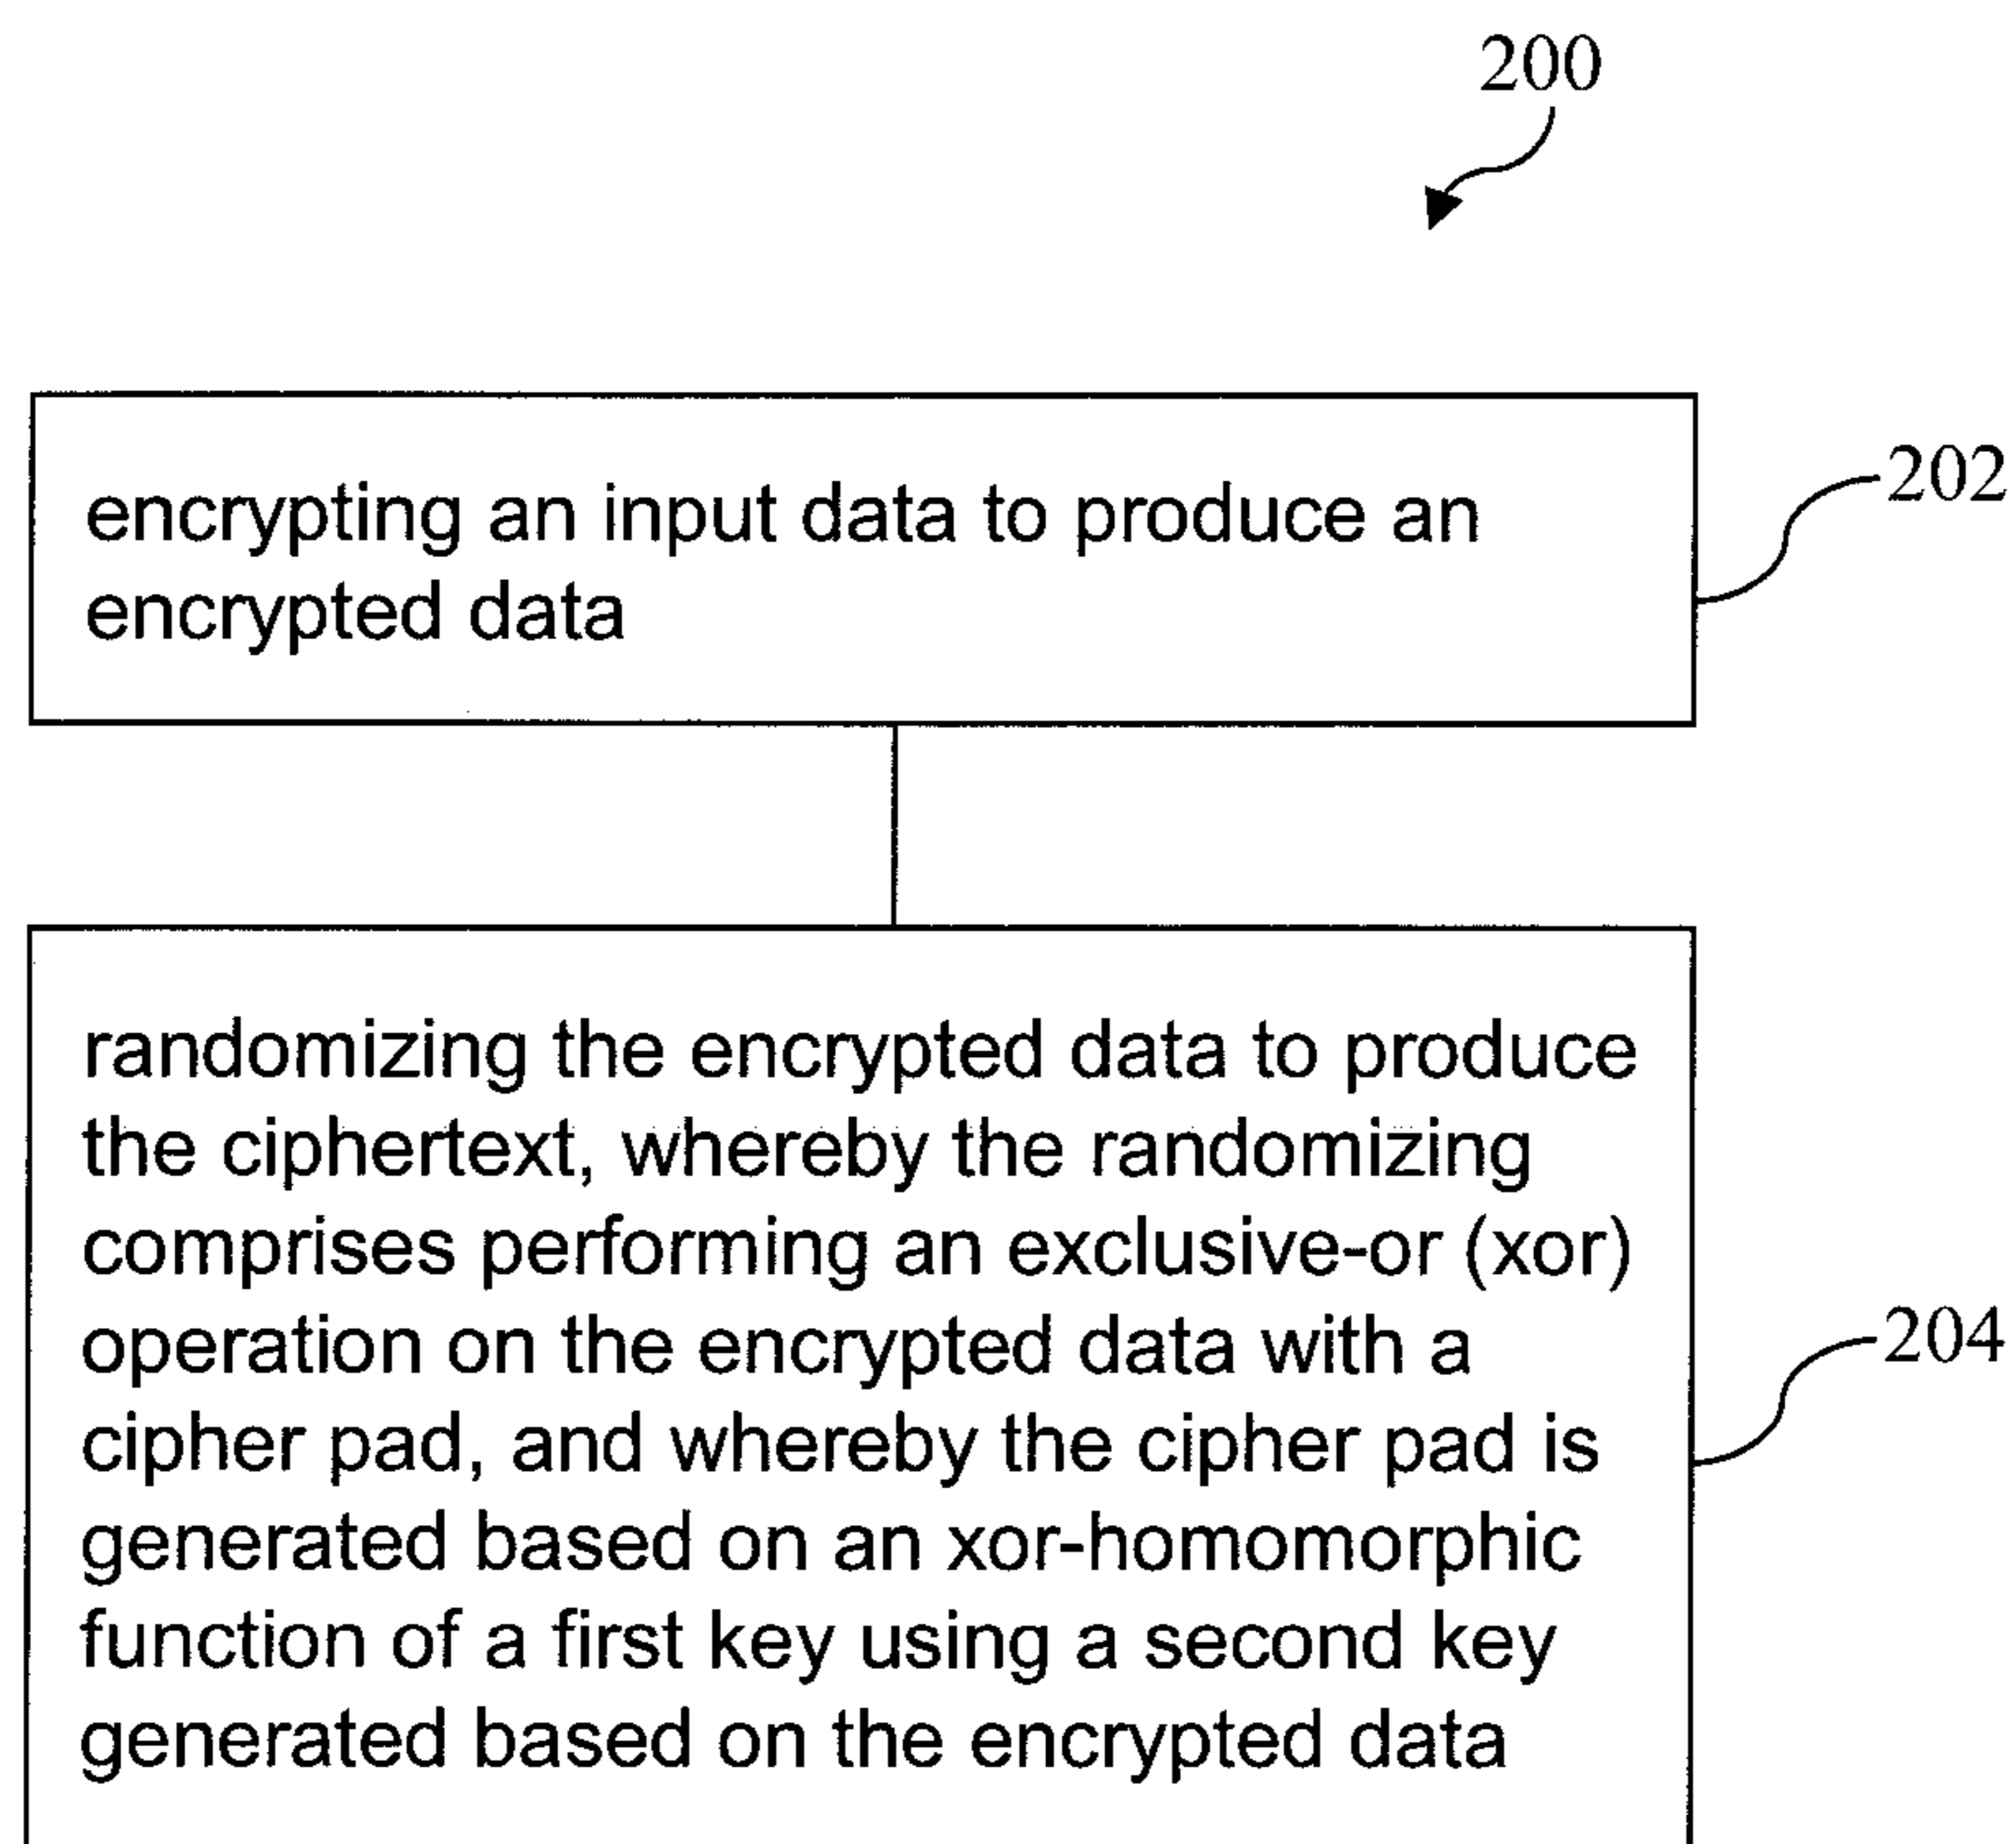 200
encrypting an input data to produce an
encrypted data
202
randomizing the encrypted data to produce
the ciphertext, whereby the randomizing
comprises performing an exclusive-or (xor)
operation on the encrypted data with a
cipher pad, and whereby the cipher pad is
generated based on an xor-homomorphic
function of a first key using a second key
generated based on the encrypted data
204